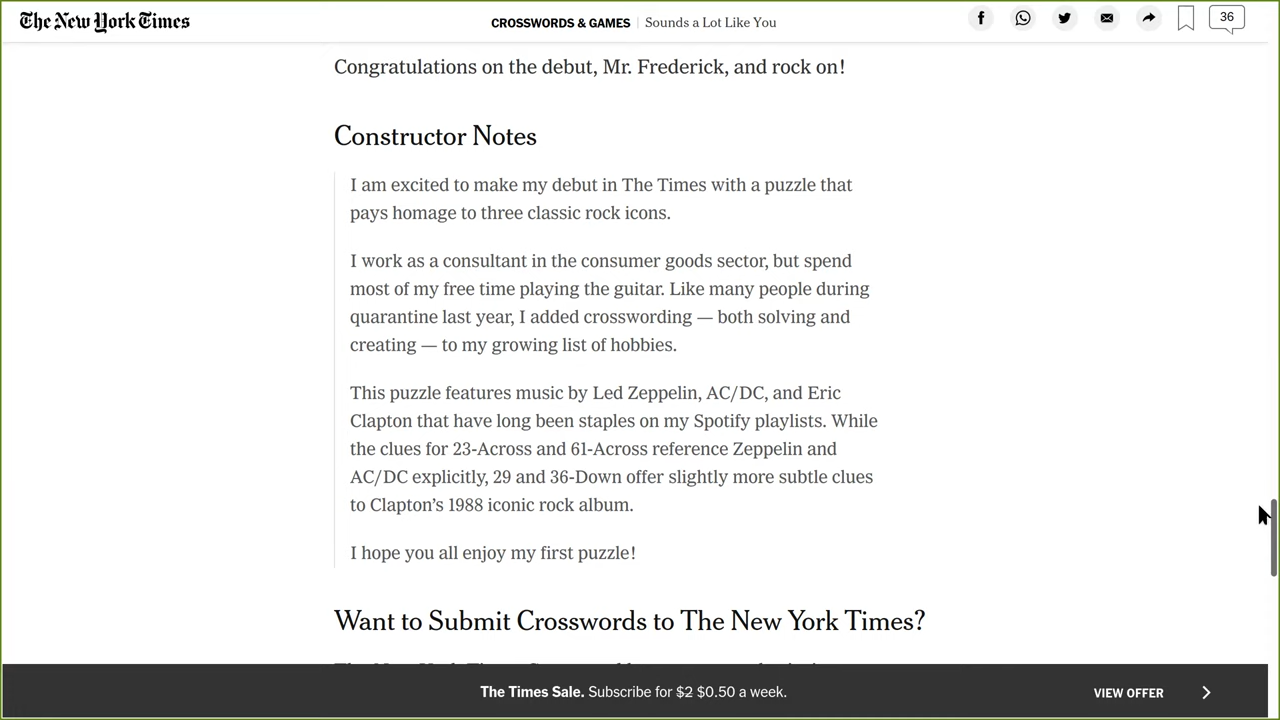 The New York Times
CROSSWORDS & GAMES | Sounds a Lot Like You
36
Congratulations on the debut, Mr. Frederick, and rock on!
Constructor Notes
I am excited to make my debut in The Times with a puzzle that
pays homage to three classic rock icons.
I work as a consultant in the consumer goods sector, but spend
most of my free time playing the guitar. Like many people during
quarantine last year, I added crosswording — both solving and
creating — to my growing list of hobbies.
This puzzle features music by Led Zeppelin, AC/DC, and Eric
Clapton that have long been staples on my Spotify playlists. While
the clues for 23-Across and 61-Across reference Zeppelin and
AC/DC explicitly, 29 and 36-Down offer slightly more subtle clues
to Clapton’s 1988 iconic rock album.
I hope you all enjoy my first puzzle!
Want to Submit Crosswords to The New York Times?
The Times Sale. Subscribe for $2 $0.50 a week.
VIEW OFFER